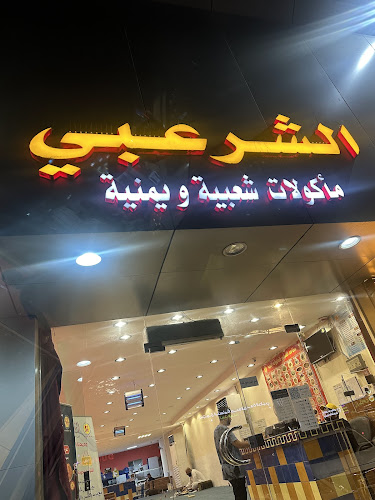 الشرعبي
مأكولات شعبية و يمنية